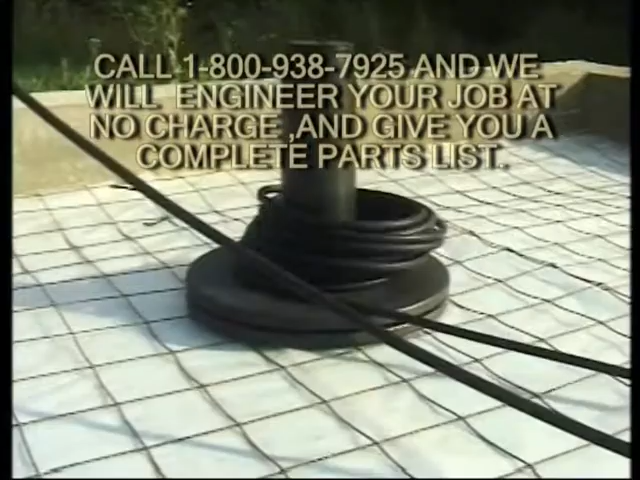 CALL 1-800-938-7925 AND WE
WILL ENGINEER YOUR JOB AT
NO CHARGE ,AND GIVE YOU A
COMPLETE PARTS LIST.